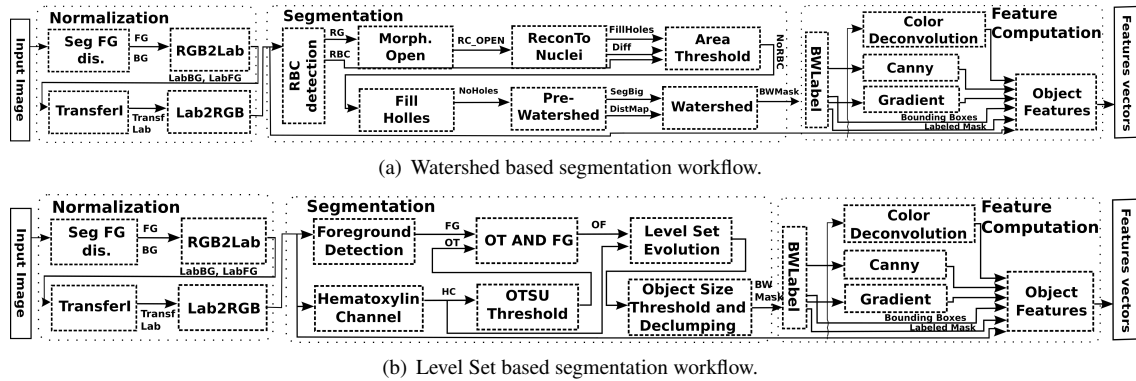 Normalization
Input Image
Seg FG
dis.
FG
BG
RGB2Lab
LabBG, LabFG
TransferI
Transf
Lab
Lab2RGB
Segmentation
RBC
detection
RG
RBC
Morph.
Open
RC_OPEN
ReconTo
Nuclei
FillHoles
Diff
Area
Threshold
NoRBC
Fill
Holles
NoHoles
Pre-
Watershed
SegBig
DistMap
Watershed
BWMask
Feature
Computation
BWLabel
Color
Deconvolution
Canny
Gradient
Bounding Boxes
Labeled Mask
Object
Features
Features vectors
(a) Watershed based segmentation workflow.
Normalization
Input Image
Seg FG
dis.
FG
BG
RGB2Lab
LabBG, LabFG
TransferI
Transf
Lab
Lab2RGB
Segmentation
Foreground
Detection
FG
OT
OT AND FG
OF
Level Set
Evolution
Hematoxylin
Channel
HC
OTSU
Threshold
Object Size
Threshold and
Declumping
BW
Mask
Feature
Computation
BWLabel
Color
Deconvolution
Canny
Gradient
Bounding Boxes
Labeled Mask
Object
Features
Features vectors
(b) Level Set based segmentation workflow.